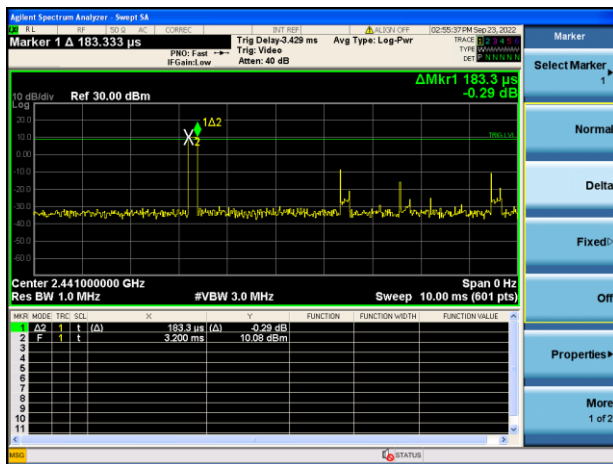 Agilent Spectrum Analyzer - Swept SA
RL RF 50 Ω AC CORREC INT REF ALIGN OFF 02:55:37 PM Sep 23, 2022
Marker 1 Δ 183.333 µs
PNO: Fast
IFGain:Low
Trig Delay-3.429 ms
Trig: Video
Atten: 40 dB
Avg Type: Log-Pwr
TRACE 1 2 3 4 5 6
TYPE WWWWWW
DET P N N N N N
ΔMkr1 183.3 µs
-0.29 dB
10 dB/div Ref 30.00 dBm
Log
20.0
10.0
0.00
-10.0
-20.0
-30.0
-40.0
-50.0
-60.0
1Δ2
2
TRIG LVL
Center 2.441000000 GHz Span 0 Hz
Res BW 1.0 MHz #VBW 3.0 MHz Sweep 10.00 ms (601 pts)
MKR MODE TRC SCL X Y FUNCTION FUNCTION WIDTH FUNCTION VALUE
1 Δ2 1 t (Δ) 183.3 µs (Δ) -0.29 dB
2 F 1 t 3.200 ms 10.08 dBm
3
4
5
6
7
8
9
10
11
MSG STATUS
Marker
Select Marker
1
Normal
Delta
Fixed
Off
Properties
More
1 of 2